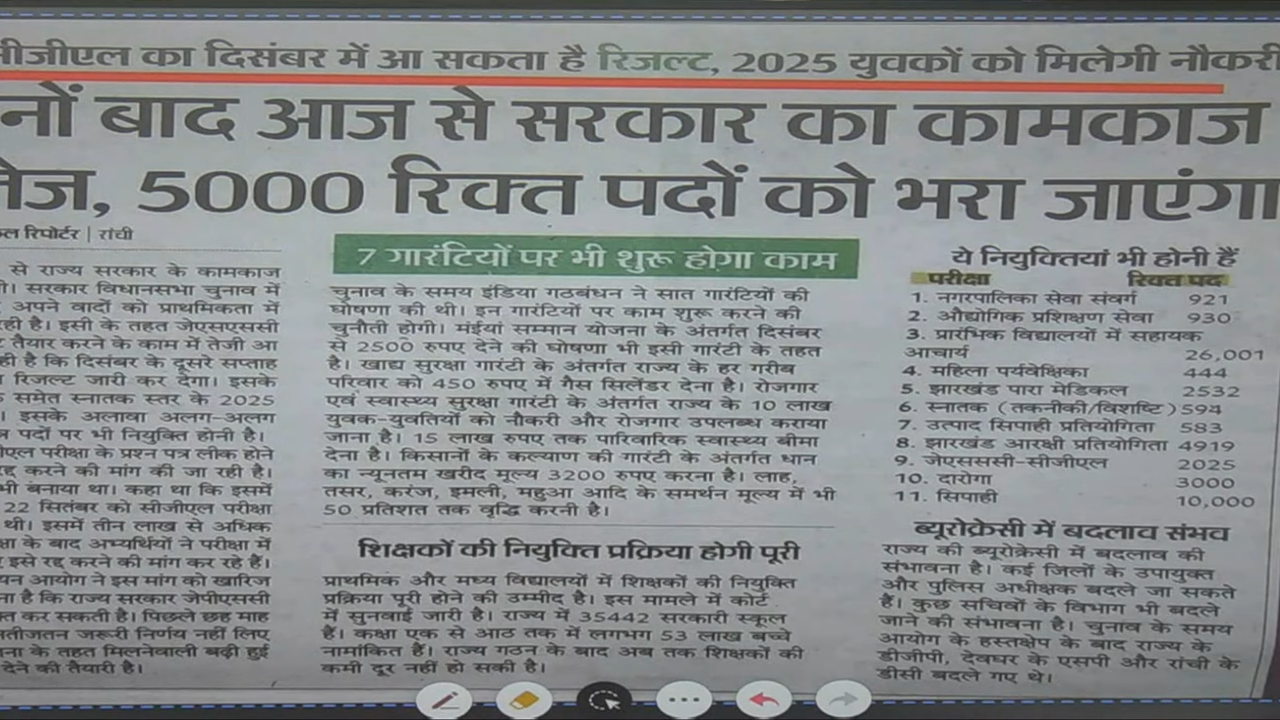 सीजीएल का दिसंबर में आ सकता है रिजल्ट, 2025 युवकों को मिलेगी नौकरी
नों बाद आज से सरकार का कामकाज
तेज, 5000 रिक्त पदों को भरा जाएंगा
रिपोर्टर | रांची
से राज्य सरकार के कामकाज
सरकार विधानसभा चुनाव में
अपने वादों को प्राथमिकता में
रही है। इसी के तहत जेएसएससी
तैयार करने के काम में तेजी आ
ही है कि दिसंबर के दूसरे सप्ताह
रिजल्ट जारी कर देगा। इसके
समेत स्नातक स्तर के 2025
। इसके अलावा अलग-अलग
पदों पर भी नियुक्ति होनी है।
परीक्षा के प्रश्न पत्र लीक होने
करने की मांग की जा रही है।
भी बनाया था। कहा था कि इसमें
22 सितंबर को सीजीएल परीक्षा
थी। इसमें तीन लाख से अधिक
के बाद अभ्यर्थियों ने परीक्षा में
इसे रद्द करने की मांग कर रहे हैं।
आयोग ने इस मांग को खारिज
है कि राज्य सरकार जेपीएससी
कर सकती है। पिछले छह माह
जरूरी निर्णय नहीं लिए
के तहत मिलनेवाली बढ़ी हुई
देने की तैयारी है।
7 गारंटियों पर भी शुरू होगा काम
चुनाव के समय इंडिया गठबंधन ने सात गारंटियों की
घोषणा की थी। इन गारंटियों पर काम शुरू करने की
चुनौती होगी। मंईयां सम्मान योजना के अंतर्गत दिसंबर
से 2500 रुपए देने की घोषणा भी इसी गारंटी के तहत
है। खाद्य सुरक्षा गारंटी के अंतर्गत राज्य के हर गरीब
परिवार को 450 रुपए में गैस सिलेंडर देना है। रोजगार
एवं स्वास्थ्य सुरक्षा गारंटी के अंतर्गत राज्य के 10 लाख
युवक-युवतियों को नौकरी और रोजगार उपलब्ध कराया
जाना है। 15 लाख रुपए तक पारिवारिक स्वास्थ्य बीमा
देना है। किसानों के कल्याण की गारंटी के अंतर्गत धान
का न्यूनतम खरीद मूल्य 3200 रुपए करना है। लाह,
तसर, करंज, इमली, महुआ आदि के समर्थन मूल्य में भी
50 प्रतिशत तक वृद्धि करनी है।
शिक्षकों की नियुक्ति प्रक्रिया होगी पूरी
प्राथमिक और मध्य विद्यालयों में शिक्षकों की नियुक्ति
प्रक्रिया पूरी होने की उम्मीद है। इस मामले में कोर्ट
में सुनवाई जारी है। राज्य में 35442 सरकारी स्कूल
हैं। कक्षा एक से आठ तक में लगभग 53 लाख बच्चे
नामांकित हैं। राज्य गठन के बाद अब तक शिक्षकों की
कमी दूर नहीं हो सकी है।
ये नियुक्तियां भी होनी हैं
परीक्षा रिक्त पद
1. नगरपालिका सेवा संवर्ग 921
2. औद्योगिक प्रशिक्षण सेवा 930
3. प्रारंभिक विद्यालयों में सहायक
आचार्य 26,001
4. महिला पर्यवेक्षिका 444
5. झारखंड पारा मेडिकल 2532
6. स्नातक (तकनीकी/विशष्टि) 594
7. उत्पाद सिपाही प्रतियोगिता 583
8. झारखंड आरक्षी प्रतियोगिता 4919
9. जेएसससी-सीजीएल 2025
10. दारोगा 3000
11. सिपाही 10,000
ब्यूरोक्रेसी में बदलाव संभव
राज्य की ब्यूरोक्रेसी में बदलाव की
संभावना है। कई जिलों के उपायुक्त
और पुलिस अधीक्षक बदले जा सकते
हैं। कुछ सचिवों के विभाग भी बदले
जाने की संभावना है। चुनाव के समय
आयोग के हस्तक्षेप के बाद राज्य के
डीजीपी, देवघर के एसपी और रांची के
डीसी बदले गए थे।